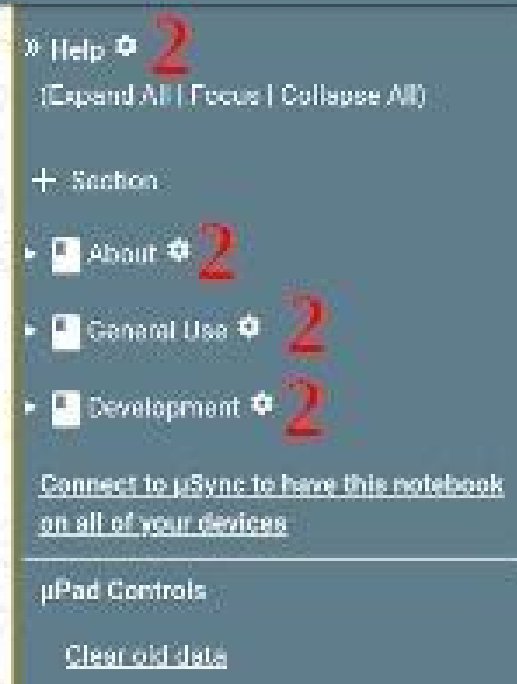 » Help 2
(Expand All | Focus | Collapse All)
+ Section
About 2
General Use 2
Development 2
Connect to µSync to have this notebook
on all of your devices
µPad Controls
Clear old data